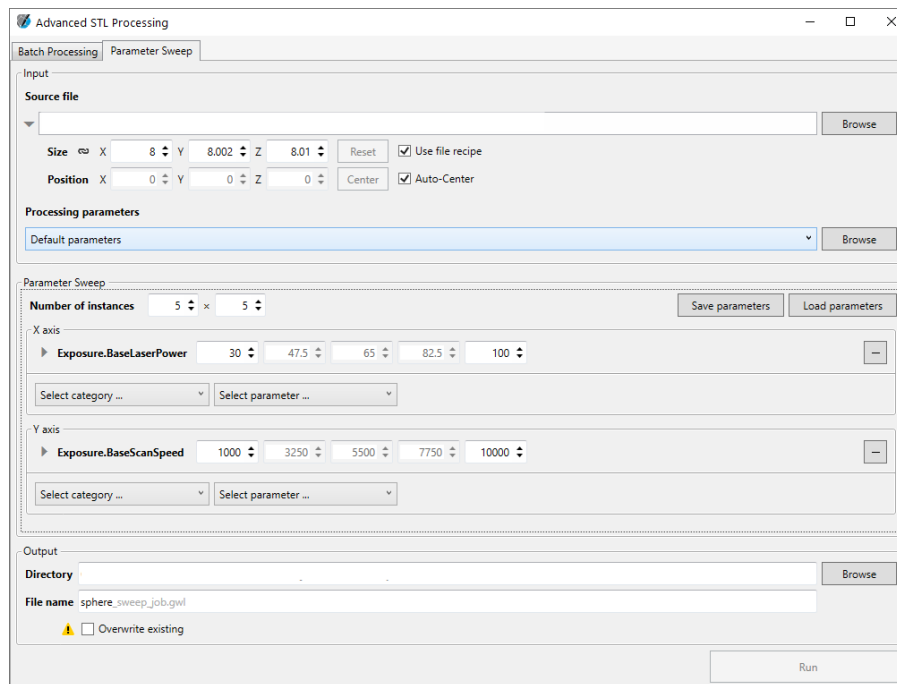 Advanced STL Processing
Batch Processing Parameter Sweep
Input
Source file
Browse
Size X 8 Y 8.002 Z 8.01 Reset Use file recipe
Position X 0 Y 0 Z 0 Center Auto-Center
Processing parameters
Default parameters Browse
Parameter Sweep
Number of instances 5 × 5 Save parameters Load parameters
X axis
Exposure.BaseLaserPower 30 47.5 65 82.5 100 −
Select category ... Select parameter ...
Y axis
Exposure.BaseScanSpeed 1000 3250 5500 7750 10000 −
Select category ... Select parameter ...
Output
Directory Browse
File name sphere_sweep_job.gwl
Overwrite existing
Run